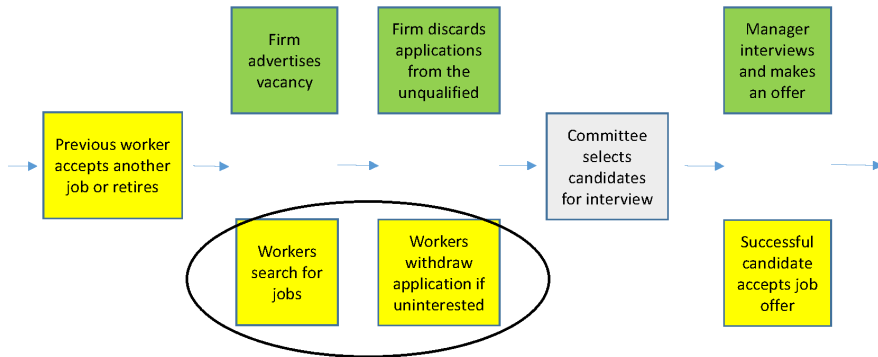 Previous worker
accepts another
job or retires
Firm
advertises
vacancy
Workers
search for
jobs
Firm discards
applications
from the
unqualified
Workers
withdraw
application if
uninterested
Committee
selects
candidates
for interview
Manager
interviews
and makes
an offer
Successful
candidate
accepts job
offer